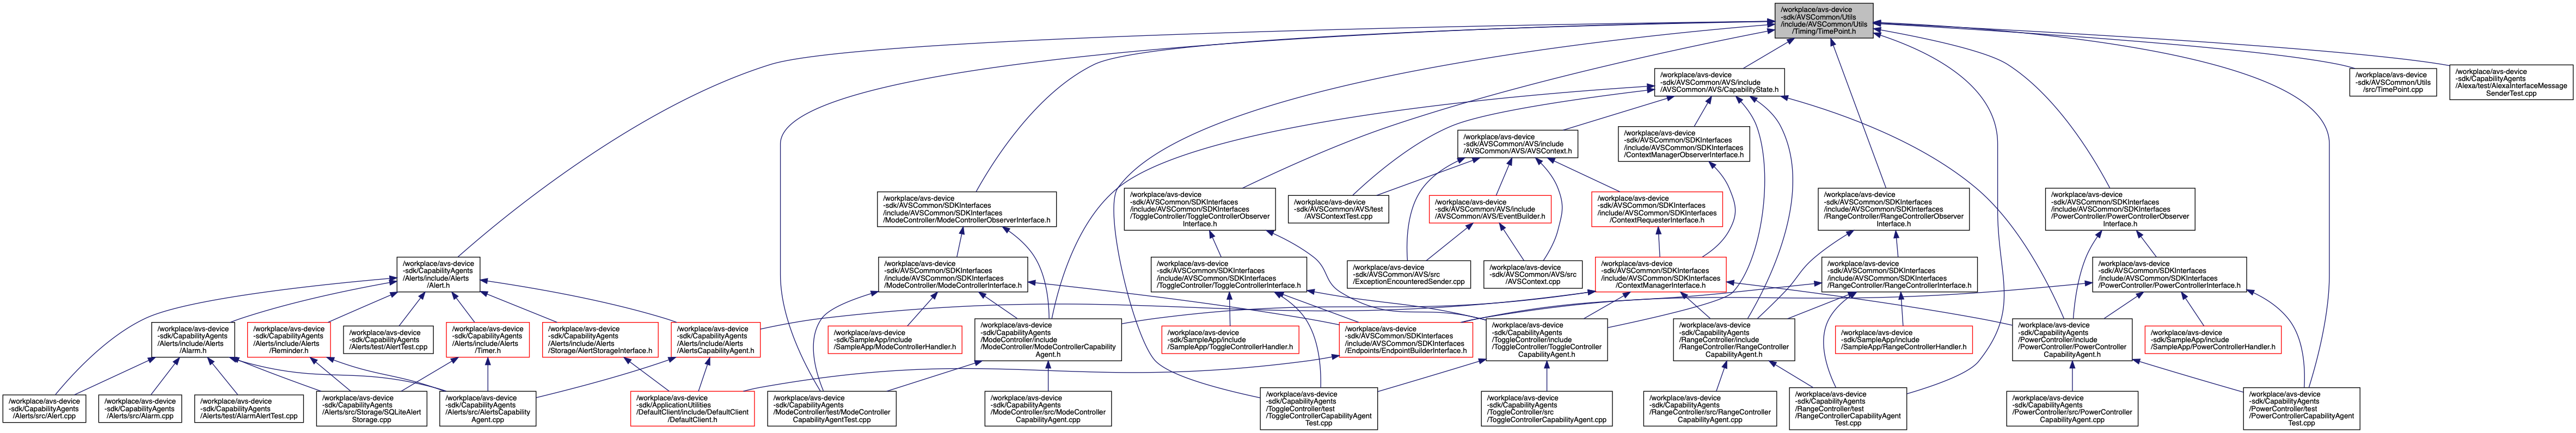 /workplace/avs-device
-sdk/AVSCommon/Utils
/include/AVSCommon/Utils
/Timing/TimePoint.h
/workplace/avs-device
-sdk/AVSCommon/AVS/include
/AVSCommon/AVS/CapabilityState.h
/workplace/avs-device
-sdk/AVSCommon/Utils
/src/TimePoint.cpp
/workplace/avs-device
-sdk/CapabilityAgents
/Alexa/test/AlexaInterfaceMessage
SenderTest.cpp
/workplace/avs-device
-sdk/AVSCommon/AVS/include
/AVSCommon/AVS/AVSContext.h
/workplace/avs-device
-sdk/AVSCommon/SDKInterfaces
/include/AVSCommon/SDKInterfaces
/ContextManagerObserverInterface.h
/workplace/avs-device
-sdk/AVSCommon/SDKInterfaces
/include/AVSCommon/SDKInterfaces
/ModeController/ModeControllerObserverInterface.h
/workplace/avs-device
-sdk/AVSCommon/SDKInterfaces
/include/AVSCommon/SDKInterfaces
/ToggleController/ToggleControllerObserver
Interface.h
/workplace/avs-device
-sdk/AVSCommon/AVS/test
/AVSContextTest.cpp
/workplace/avs-device
-sdk/AVSCommon/AVS/include
/AVSCommon/AVS/EventBuilder.h
/workplace/avs-device
-sdk/AVSCommon/SDKInterfaces
/include/AVSCommon/SDKInterfaces
/ContextRequesterInterface.h
/workplace/avs-device
-sdk/AVSCommon/SDKInterfaces
/include/AVSCommon/SDKInterfaces
/RangeController/RangeControllerObserver
Interface.h
/workplace/avs-device
-sdk/AVSCommon/SDKInterfaces
/include/AVSCommon/SDKInterfaces
/PowerController/PowerControllerObserver
Interface.h
/workplace/avs-device
-sdk/CapabilityAgents
/Alerts/include/Alerts
/Alert.h
/workplace/avs-device
-sdk/AVSCommon/SDKInterfaces
/include/AVSCommon/SDKInterfaces
/ModeController/ModeControllerInterface.h
/workplace/avs-device
-sdk/AVSCommon/SDKInterfaces
/include/AVSCommon/SDKInterfaces
/ToggleController/ToggleControllerInterface.h
/workplace/avs-device
-sdk/AVSCommon/AVS/src
/ExceptionEncounteredSender.cpp
/workplace/avs-device
-sdk/AVSCommon/AVS/src
/AVSContext.cpp
/workplace/avs-device
-sdk/AVSCommon/SDKInterfaces
/include/AVSCommon/SDKInterfaces
/ContextManagerInterface.h
/workplace/avs-device
-sdk/AVSCommon/SDKInterfaces
/include/AVSCommon/SDKInterfaces
/RangeController/RangeControllerInterface.h
/workplace/avs-device
-sdk/AVSCommon/SDKInterfaces
/include/AVSCommon/SDKInterfaces
/PowerController/PowerControllerInterface.h
/workplace/avs-device
-sdk/CapabilityAgents
/Alerts/include/Alerts
/Alarm.h
/workplace/avs-device
-sdk/CapabilityAgents
/Alerts/include/Alerts
/Reminder.h
/workplace/avs-device
-sdk/CapabilityAgents
/Alerts/test/AlertTest.cpp
/workplace/avs-device
-sdk/CapabilityAgents
/Alerts/include/Alerts
/Timer.h
/workplace/avs-device
-sdk/CapabilityAgents
/Alerts/include/Alerts
/Storage/AlertStorageInterface.h
/workplace/avs-device
-sdk/CapabilityAgents
/Alerts/include/Alerts
/AlertsCapabilityAgent.h
/workplace/avs-device
-sdk/SampleApp/include
/SampleApp/ModeControllerHandler.h
/workplace/avs-device
-sdk/CapabilityAgents
/ModeController/include
/ModeController/ModeControllerCapability
Agent.h
/workplace/avs-device
-sdk/SampleApp/include
/SampleApp/ToggleControllerHandler.h
/workplace/avs-device
-sdk/AVSCommon/SDKInterfaces
/include/AVSCommon/SDKInterfaces
/Endpoints/EndpointBuilderInterface.h
/workplace/avs-device
-sdk/CapabilityAgents
/ToggleController/include
/ToggleController/ToggleController
CapabilityAgent.h
/workplace/avs-device
-sdk/CapabilityAgents
/RangeController/include
/RangeController/RangeController
CapabilityAgent.h
/workplace/avs-device
-sdk/SampleApp/include
/SampleApp/RangeControllerHandler.h
/workplace/avs-device
-sdk/CapabilityAgents
/PowerController/include
/PowerController/PowerController
CapabilityAgent.h
/workplace/avs-device
-sdk/SampleApp/include
/SampleApp/PowerControllerHandler.h
/workplace/avs-device
-sdk/CapabilityAgents
/Alerts/src/Alert.cpp
/workplace/avs-device
-sdk/CapabilityAgents
/Alerts/src/Alarm.cpp
/workplace/avs-device
-sdk/CapabilityAgents
/Alerts/test/AlarmAlertTest.cpp
/workplace/avs-device
-sdk/CapabilityAgents
/Alerts/src/Storage/SQLiteAlert
Storage.cpp
/workplace/avs-device
-sdk/CapabilityAgents
/Alerts/src/AlertsCapability
Agent.cpp
/workplace/avs-device
-sdk/ApplicationUtilities
/DefaultClient/include/DefaultClient
/DefaultClient.h
/workplace/avs-device
-sdk/CapabilityAgents
/ModeController/test/ModeController
CapabilityAgentTest.cpp
/workplace/avs-device
-sdk/CapabilityAgents
/ModeController/src/ModeController
CapabilityAgent.cpp
/workplace/avs-device
-sdk/CapabilityAgents
/ToggleController/test
/ToggleControllerCapabilityAgent
Test.cpp
/workplace/avs-device
-sdk/CapabilityAgents
/ToggleController/src
/ToggleControllerCapabilityAgent.cpp
/workplace/avs-device
-sdk/CapabilityAgents
/RangeController/src/RangeController
CapabilityAgent.cpp
/workplace/avs-device
-sdk/CapabilityAgents
/RangeController/test
/RangeControllerCapabilityAgent
Test.cpp
/workplace/avs-device
-sdk/CapabilityAgents
/PowerController/src/PowerController
CapabilityAgent.cpp
/workplace/avs-device
-sdk/CapabilityAgents
/PowerController/test
/PowerControllerCapabilityAgent
Test.cpp